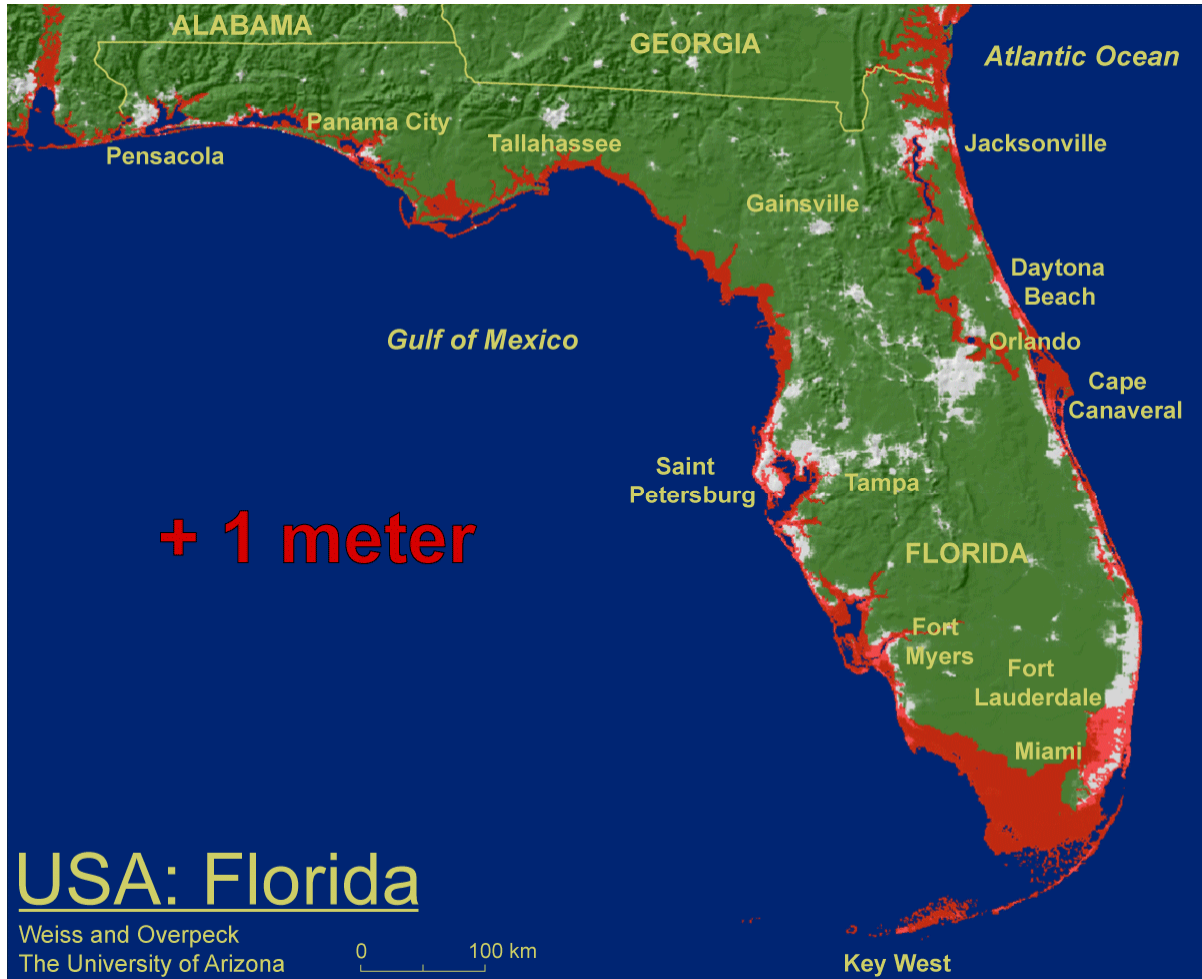 ALABAMA
GEORGIA
Atlantic Ocean
Panama City
Pensacola
Tallahassee
Jacksonville
Gainsville
Daytona
Beach
Gulf of Mexico
Orlando
Cape
Canaveral
Saint
Petersburg
Tampa
+ 1 meter
FLORIDA
Fort
Myers
Fort
Lauderdale
Miami
USA: Florida
Weiss and Overpeck
The University of Arizona
0 100 km
Key West